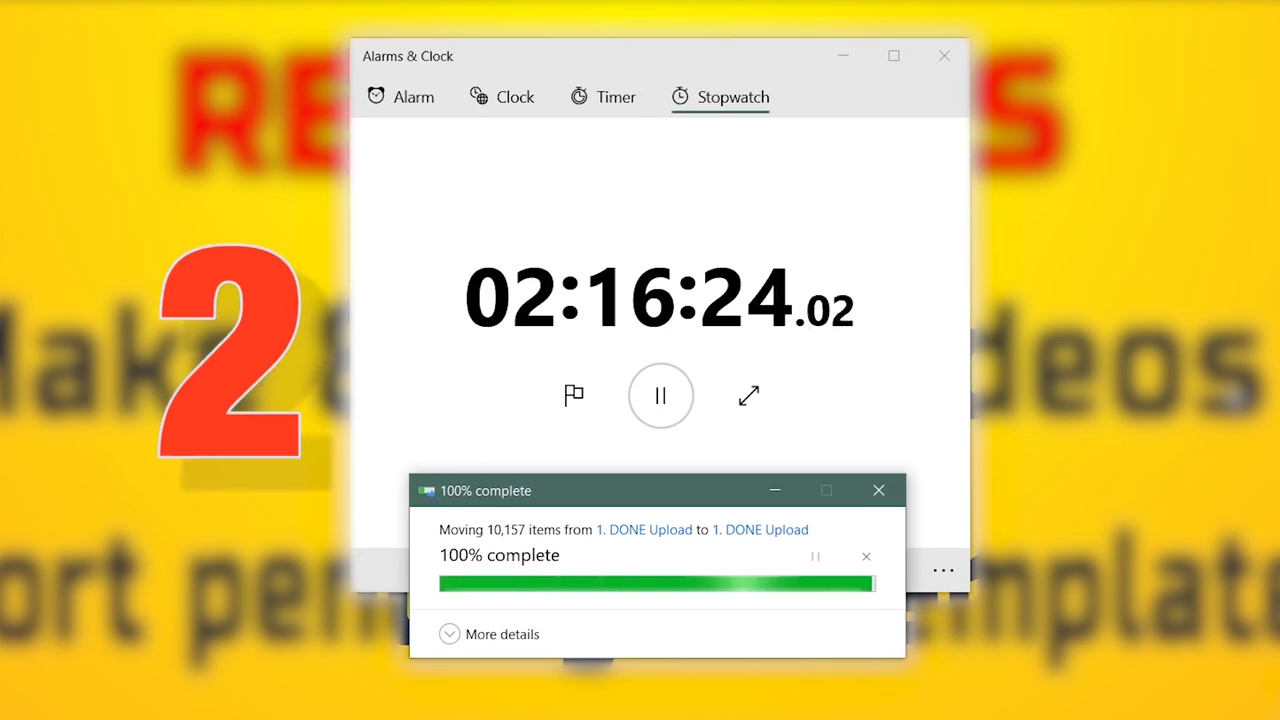 Alarms & Clock
Alarm Clock Timer Stopwatch
02:16:24.02
2
100% complete
Moving 10,157 items from 1. DONE Upload to 1. DONE Upload
100% complete
More details